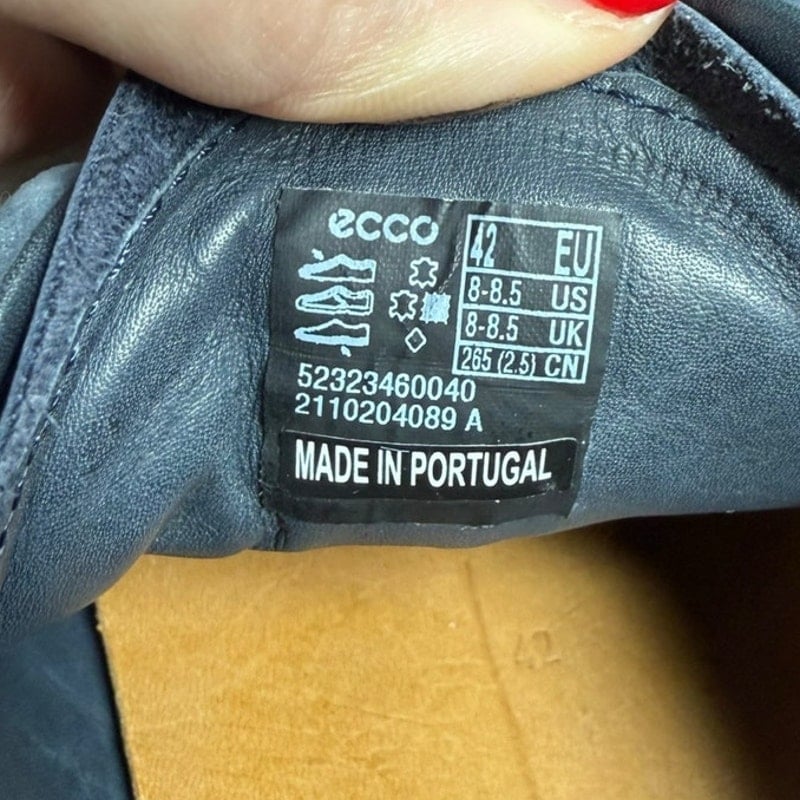 ecco
42 EU
8-8.5 US
8-8.5 UK
265 (2.5) CN
52323460040
2110204089 A
MADE IN PORTUGAL
42